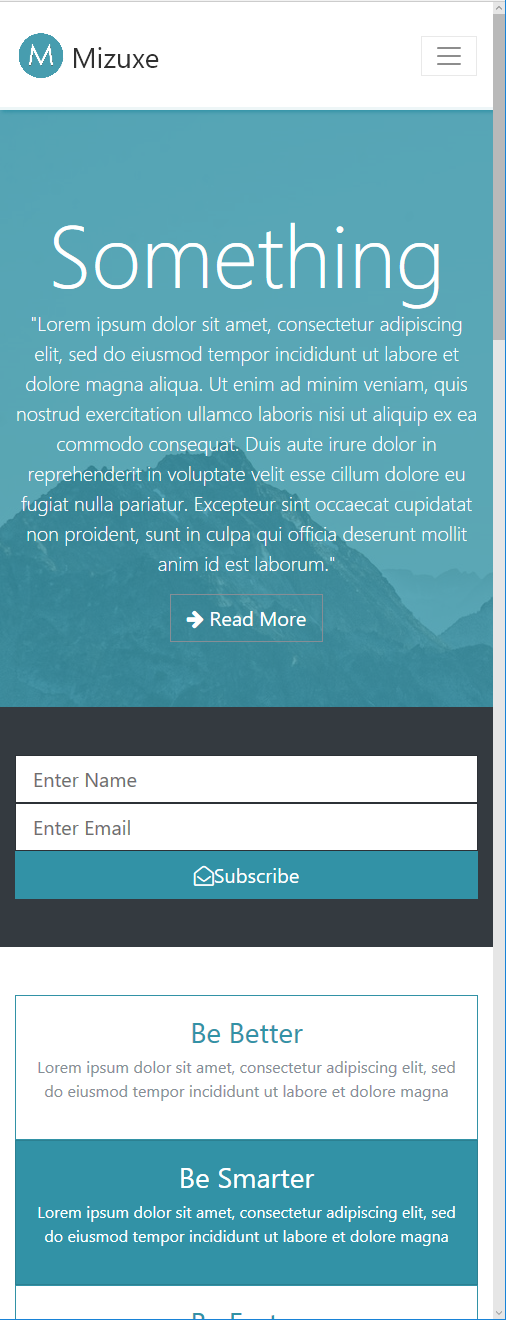 M Mizuxe
Something
"Lorem ipsum dolor sit amet, consectetur adipiscing
elit, sed do eiusmod tempor incididunt ut labore et
dolore magna aliqua. Ut enim ad minim veniam, quis
nostrud exercitation ullamco laboris nisi ut aliquip ex ea
commodo consequat. Duis aute irure dolor in
reprehenderit in voluptate velit esse cillum dolore eu
fugiat nulla pariatur. Excepteur sint occaecat cupidatat
non proident, sunt in culpa qui officia deserunt mollit
anim id est laborum."
Read More
Enter Name
Enter Email
Subscribe
Be Better
Lorem ipsum dolor sit amet, consectetur adipiscing elit, sed
do eiusmod tempor incididunt ut labore et dolore magna
Be Smarter
Lorem ipsum dolor sit amet, consectetur adipiscing elit, sed
do eiusmod tempor incididunt ut labore et dolore magna